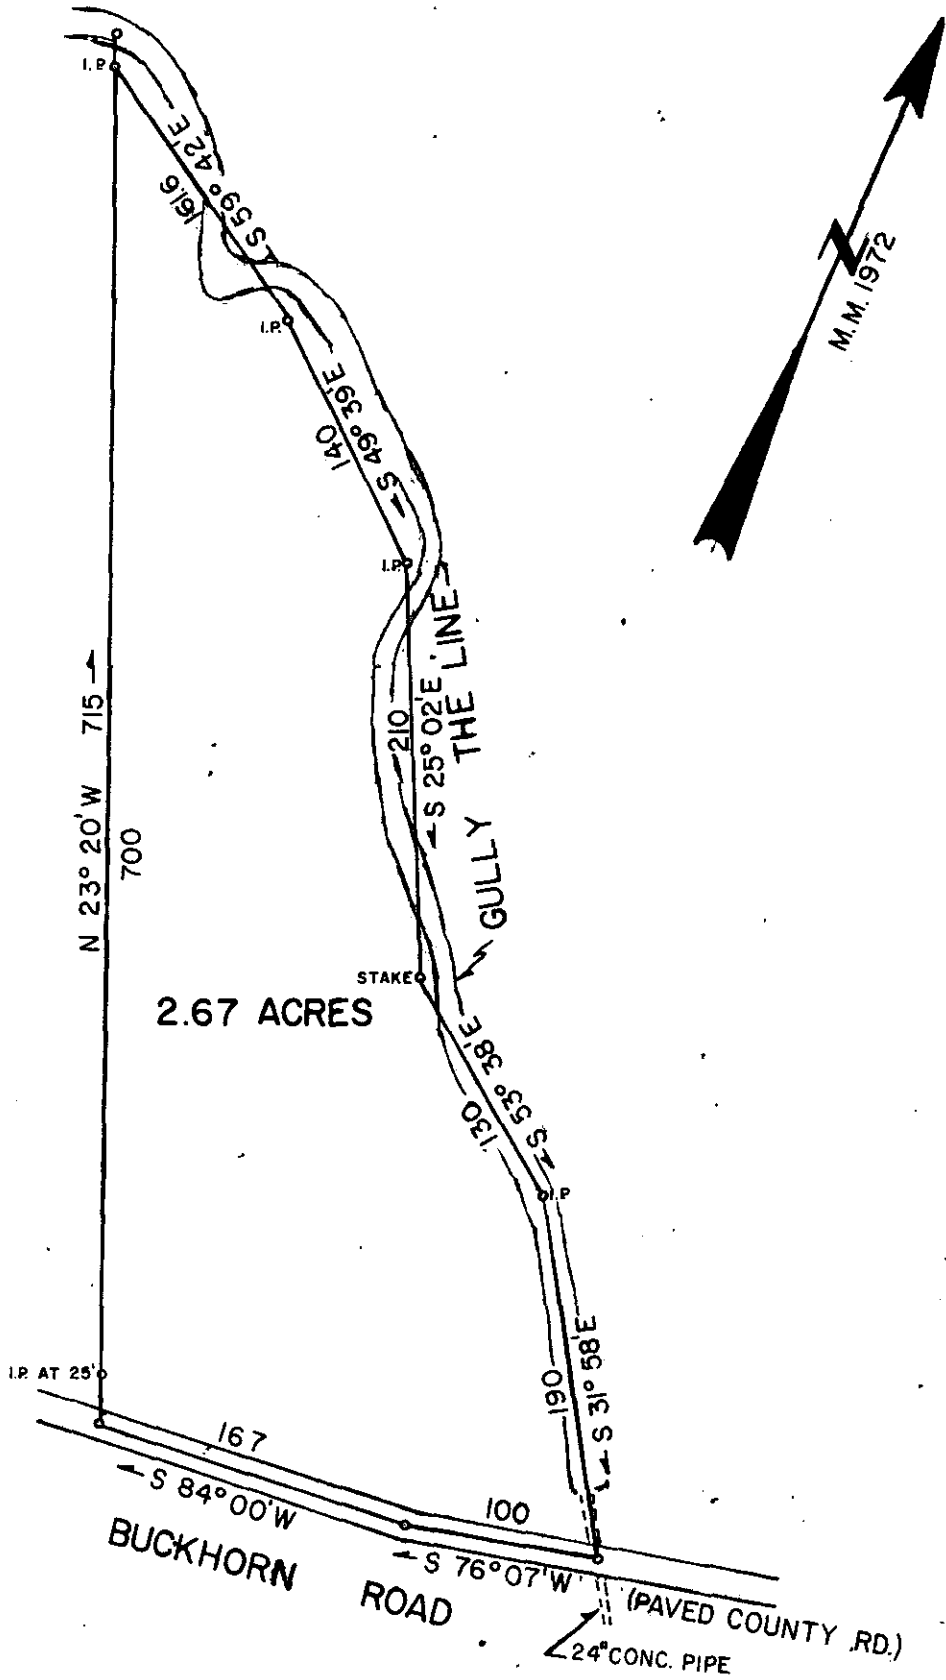 I.P.
S 59° 42'E
161.6
M.M. 1972
I.P.
S 49° 39'E
140
I.P.
THE LINE
GULLY
S 25° 02'E
210
N 23° 20'W 715
700
STAKE
2.67 ACRES
S 53° 38'E
130
I.P
S 31° 58'E
190
I.P. AT 25'
167
100
S 84° 00'W
S 76° 07'W
BUCKHORN ROAD
(PAVED COUNTY RD.)
24" CONC. PIPE